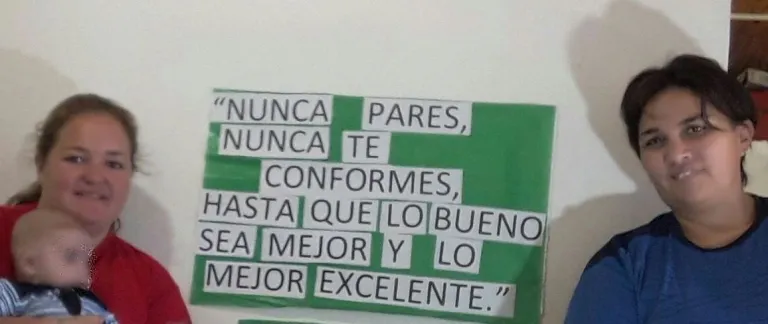 “NUNCA PARES,
NUNCA TE
CONFORMES,
HASTA QUE LO BUENO
SEA MEJOR Y LO
MEJOR EXCELENTE.”